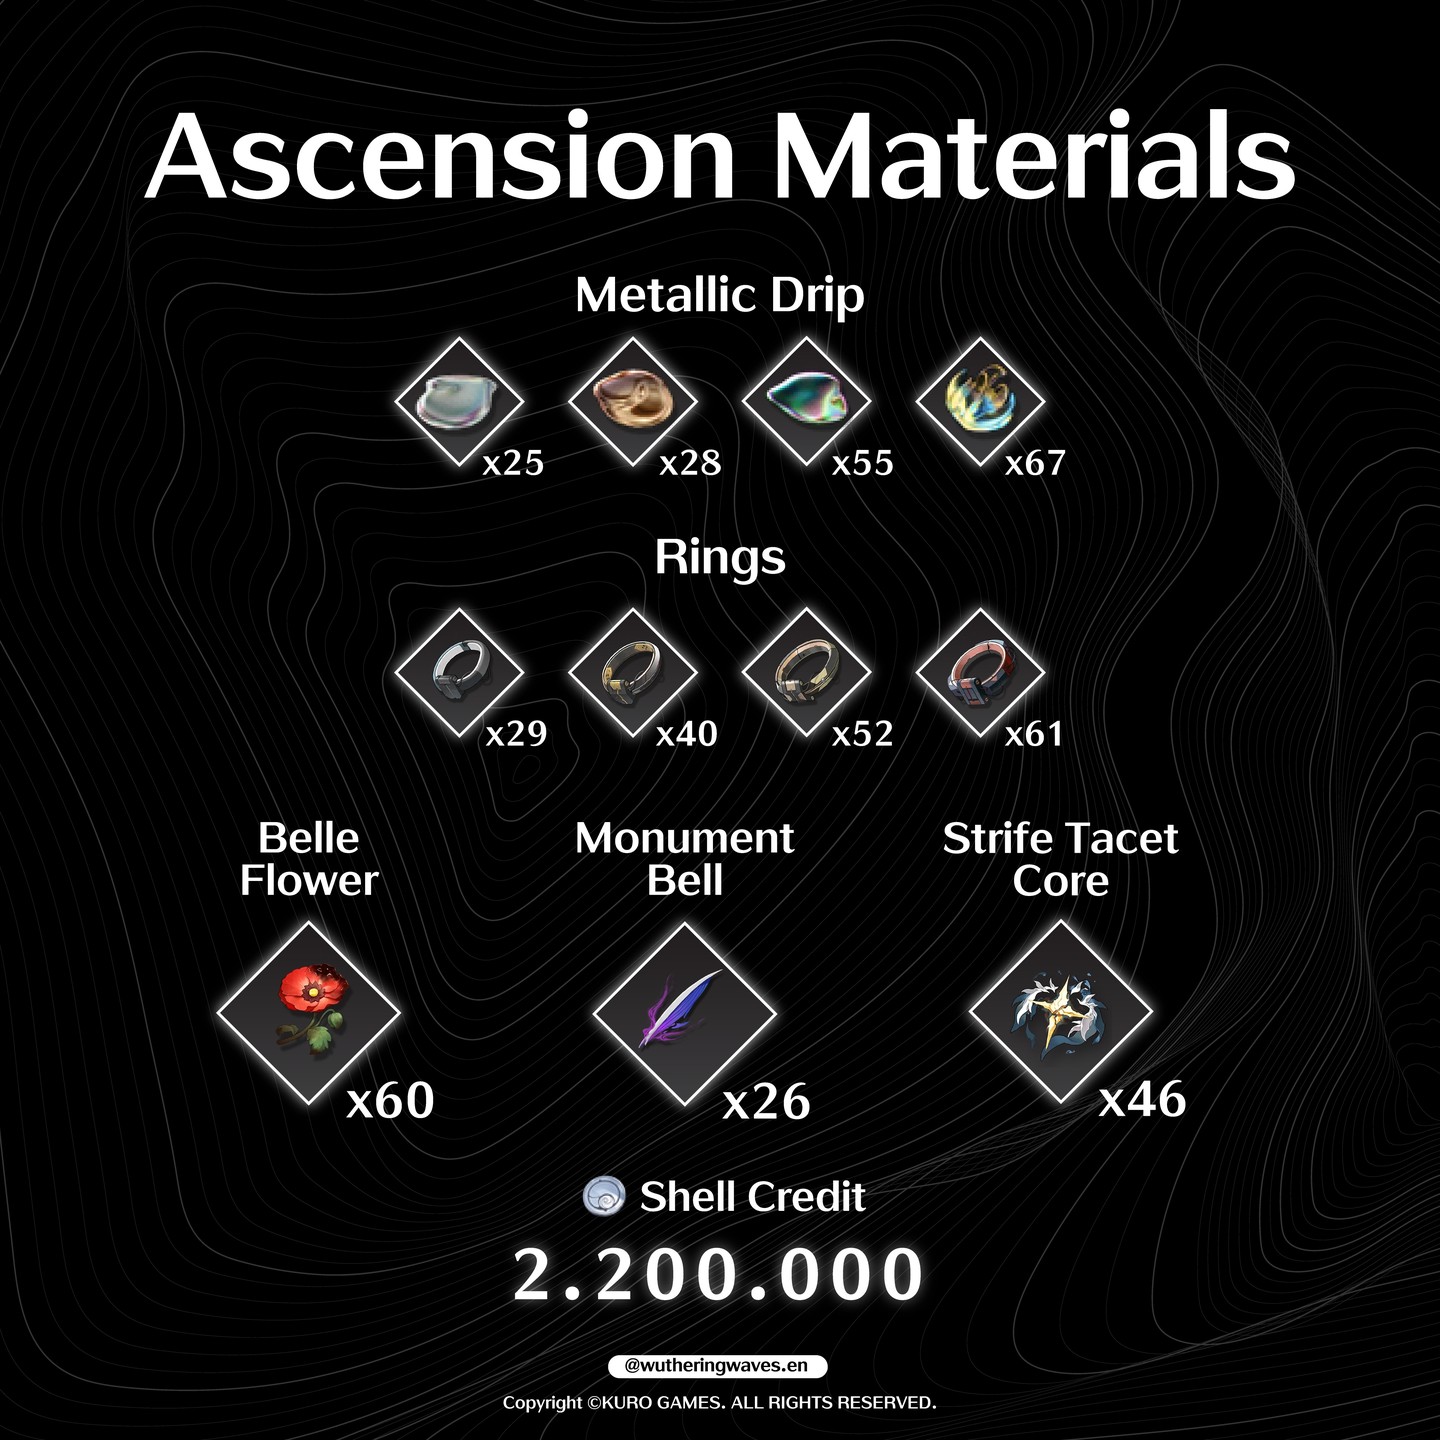 Ascension Materials
Metallic Drip
x25 x28 x55 x67
Rings
x29 x40 x52 x61
Belle
Flower
x60
Monument
Bell
x26
Strife Tacet
Core
x46
Shell Credit
2.200.000
@wutheringwaves.en
Copyright ©KURO GAMES. ALL RIGHTS RESERVED.